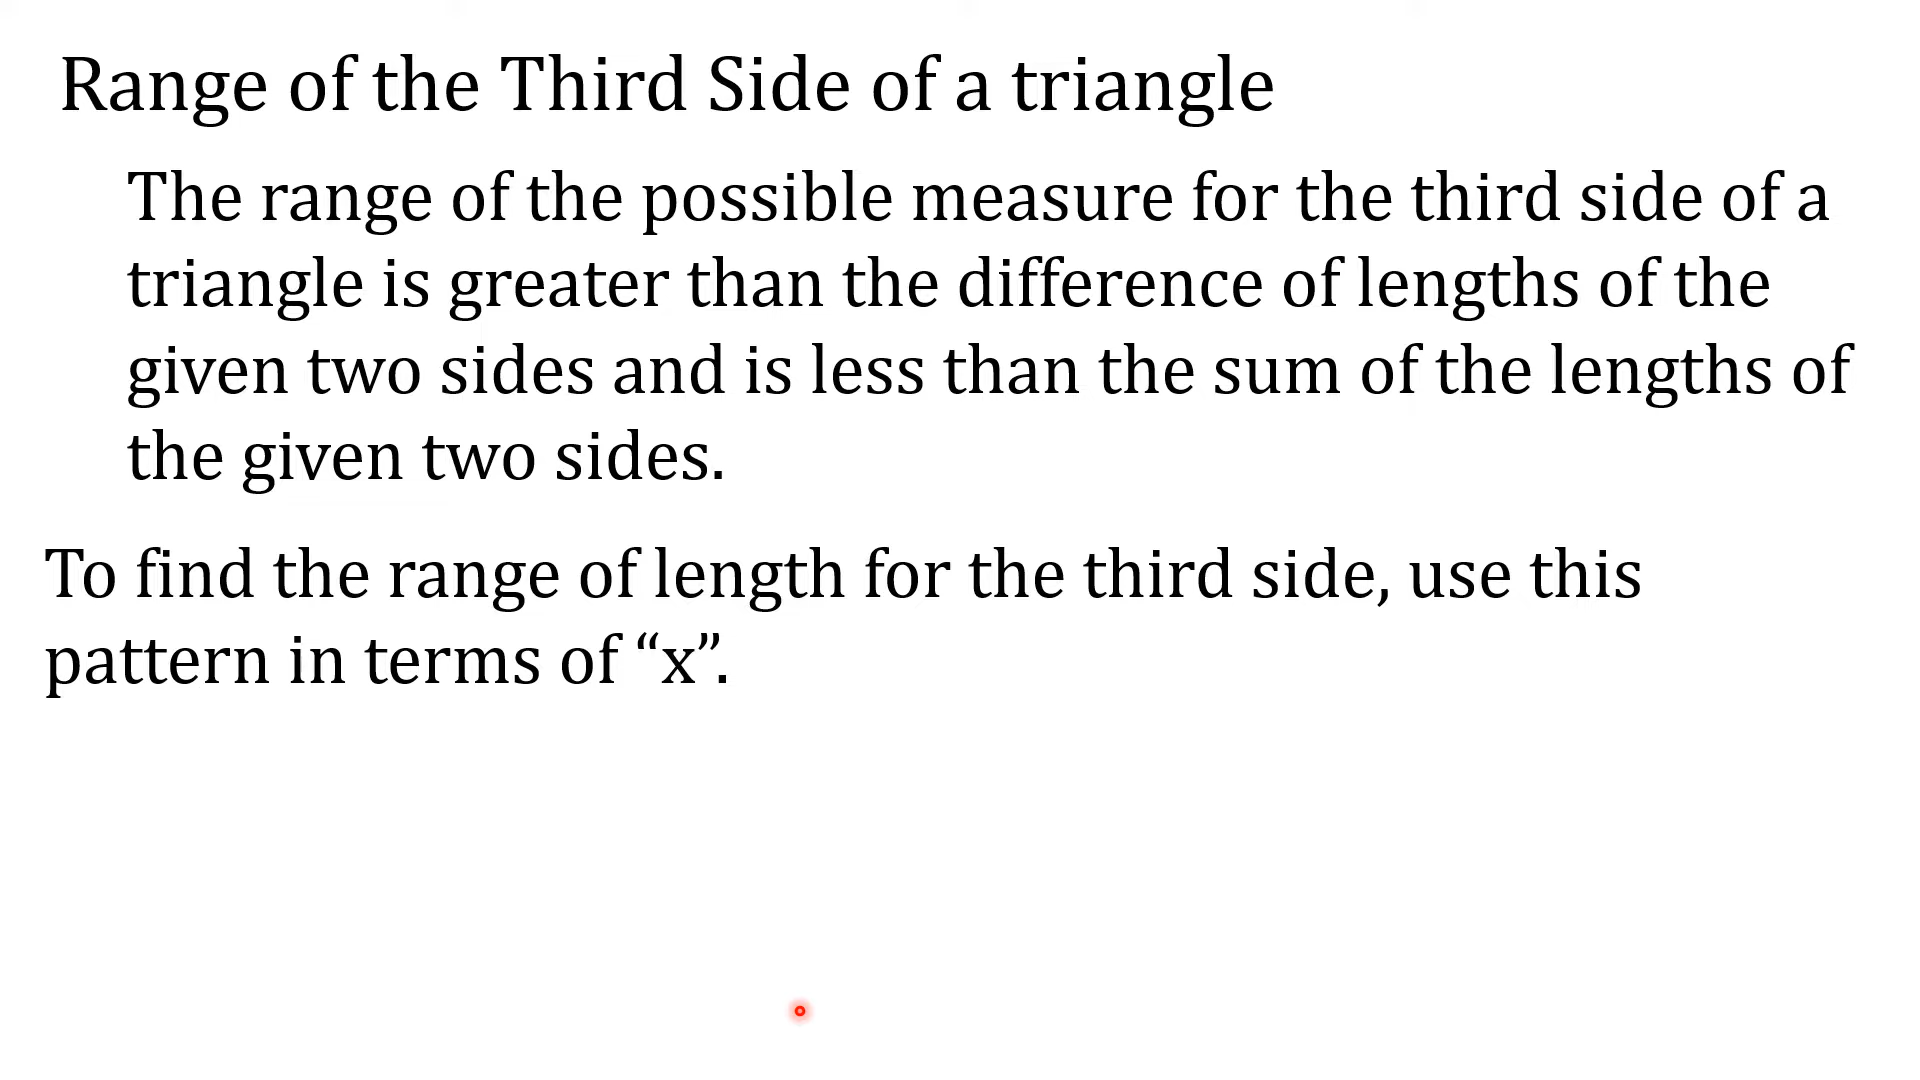 Range of the Third Side of a triangle
The range of the possible measure for the third side of a
triangle is greater than the difference of lengths of the
given two sides and is less than the sum of the lengths of
the given two sides.
To find the range of length for the third side, use this
pattern in terms of “x”.